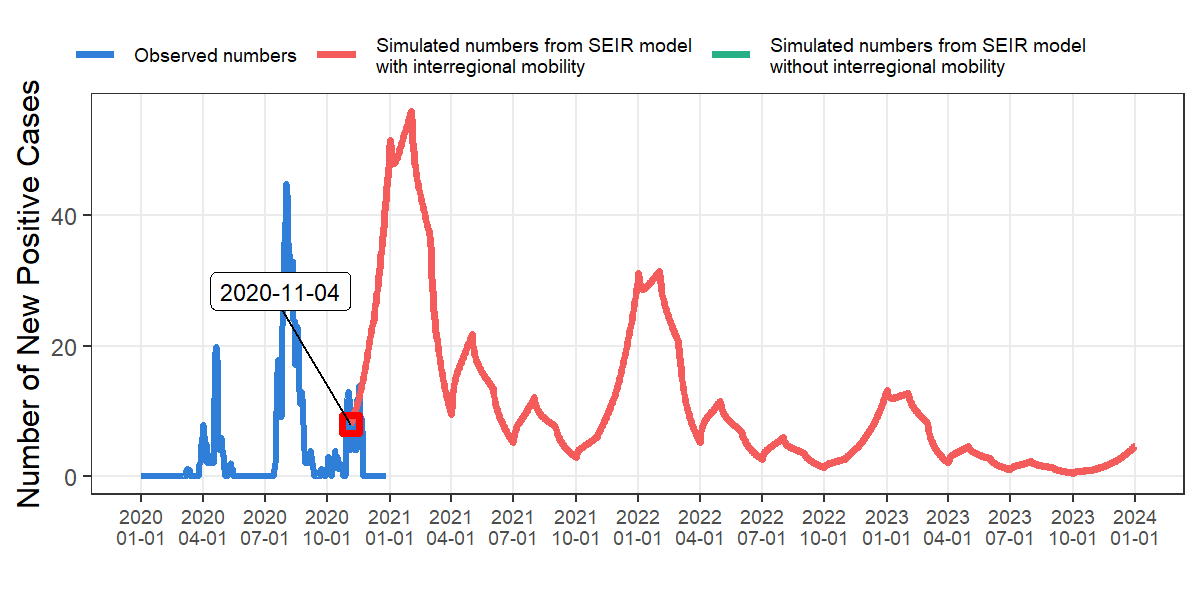 Observed numbers
Simulated numbers from SEIR model
with interregional mobility
Simulated numbers from SEIR model
without interregional mobility
Number of New Positive Cases
40
20
0
2020-11-04
2020 2020 2020 2020 2021 2021 2021 2021 2022 2022 2022 2022 2023 2023 2023 2023 2024
01-01 04-01 07-01 10-01 01-01 04-01 07-01 10-01 01-01 04-01 07-01 10-01 01-01 04-01 07-01 10-01 01-01